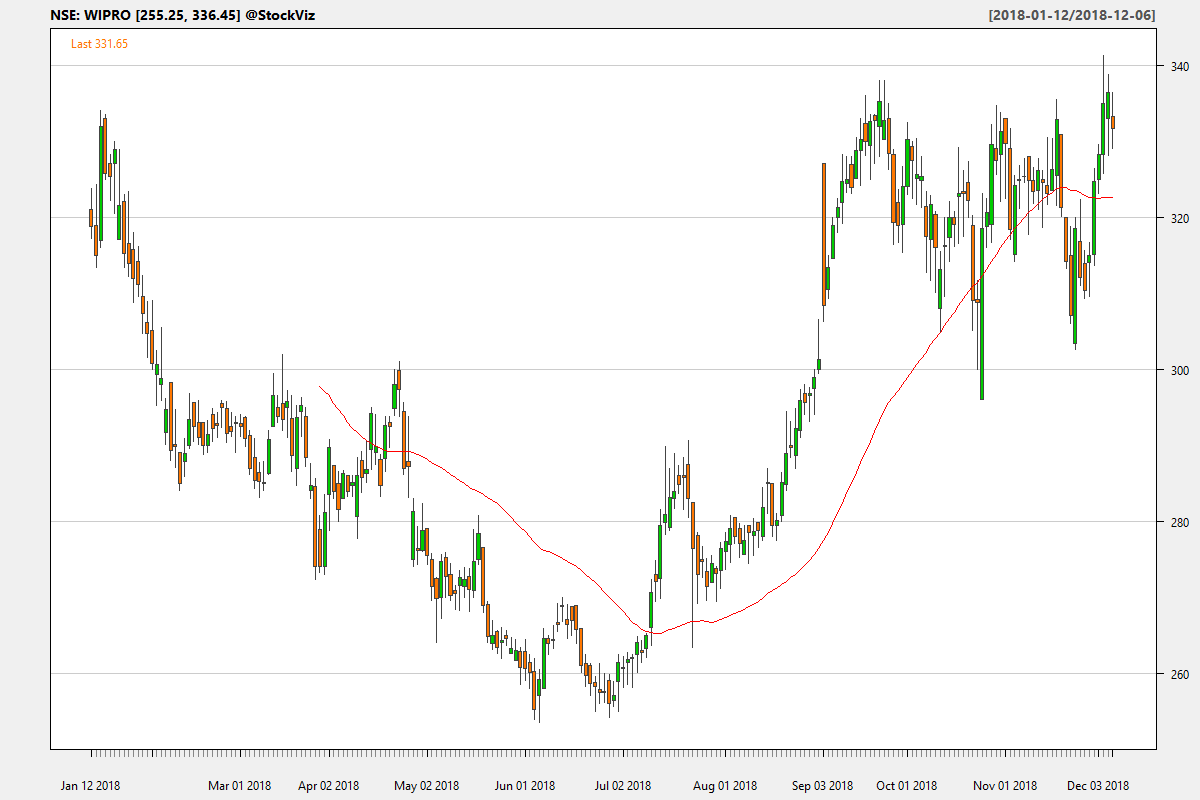 NSE: WIPRO [255.25, 336.45] @StockViz
[2018-01-12/2018-12-06]
Last 331.65
340
320
300
280
260
Jan 12 2018
Mar 01 2018
Apr 02 2018
May 02 2018
Jun 01 2018
Jul 02 2018
Aug 01 2018
Sep 03 2018
Oct 01 2018
Nov 01 2018
Dec 03 2018